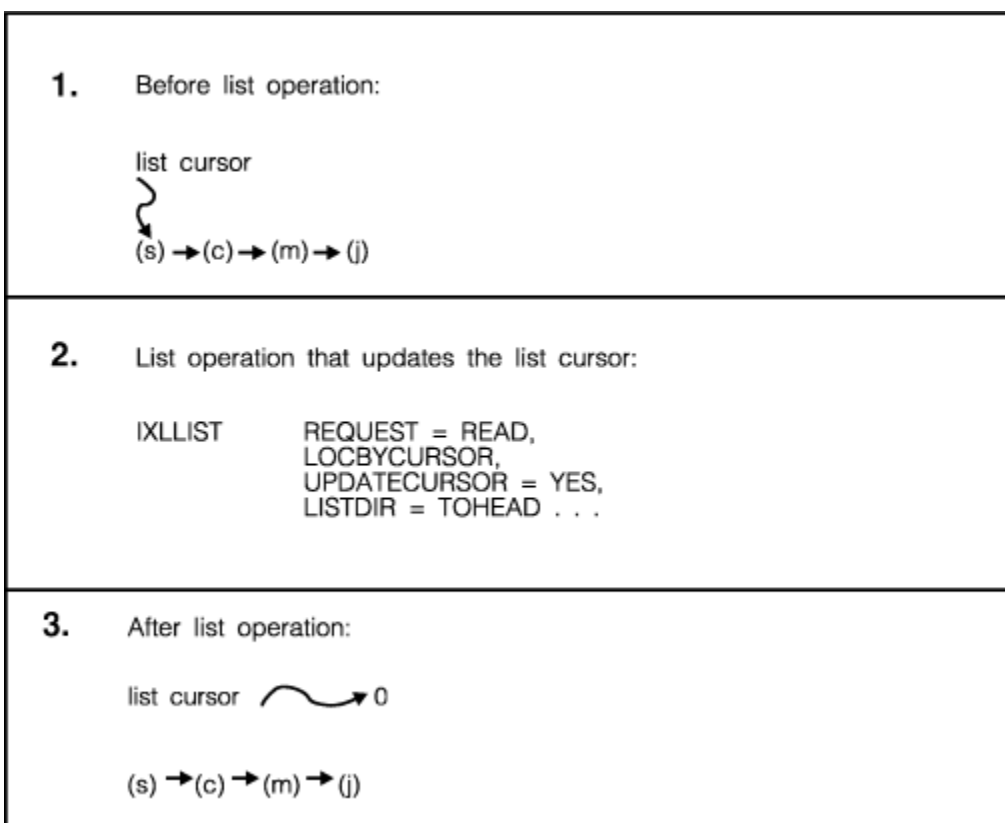 1. Before list operation:
list cursor
(s) → (c) → (m) → (j)
2. List operation that updates the list cursor:
IXLLIST REQUEST = READ,
LOCBYCURSOR,
UPDATECURSOR = YES,
LISTDIR = TOHEAD . . .
3. After list operation:
list cursor 0
(s) → (c) → (m) → (j)